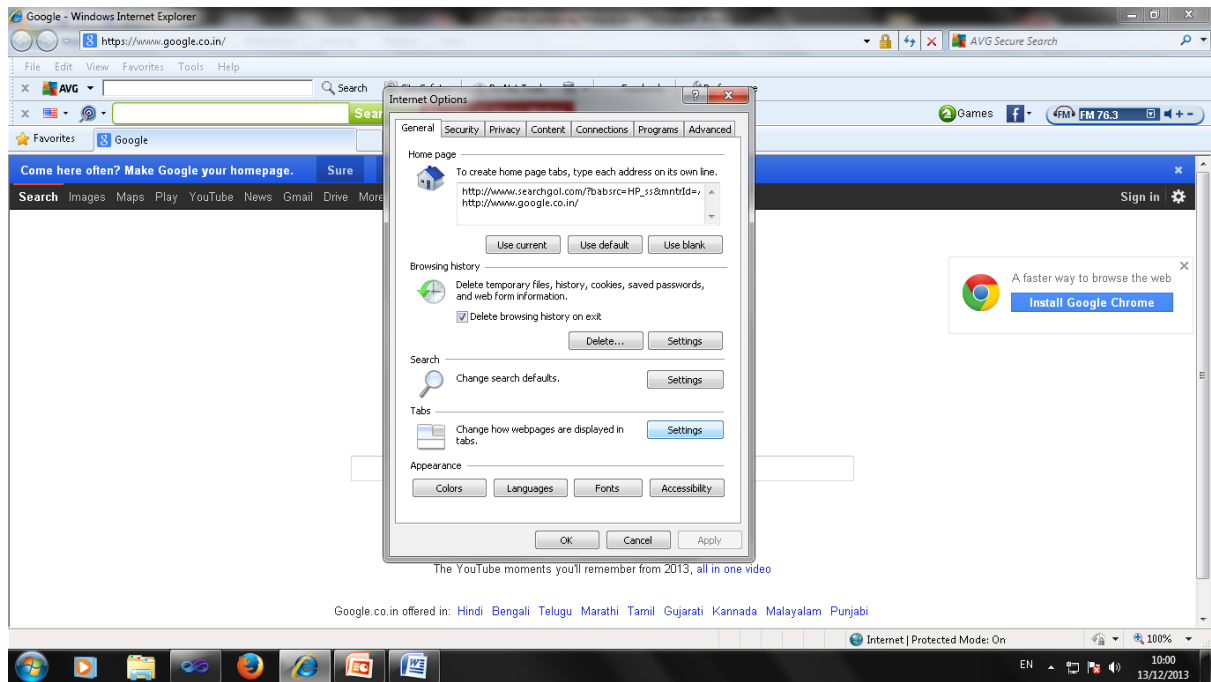 Google - Windows Internet Explorer
https://www.google.co.in/
AVG Secure Search
File Edit View Favorites Tools Help
x AVG Search
x Sear Games FM FM 76.3
Favorites Google
Come here often? Make Google your homepage. Sure
Search Images Maps Play YouTube News Gmail Drive More Sign in
Internet Options
General Security Privacy Content Connections Programs Advanced
Home page
To create home page tabs, type each address on its own line.
http://www.searchgol.com/?babsrc=HP_ss&mntrId=
http://www.google.co.in/
Use current Use default Use blank
Browsing history
Delete temporary files, history, cookies, saved passwords,
and web form information.
Delete browsing history on exit
Delete... Settings
Search
Change search defaults. Settings
Tabs
Change how webpages are displayed in
tabs.
Settings
Appearance
Colors Languages Fonts Accessibility
OK Cancel Apply
A faster way to browse the web
Install Google Chrome
The YouTube moments you'll remember from 2013, all in one video
Google.co.in offered in: Hindi Bengali Telugu Marathi Tamil Gujarati Kannada Malayalam Punjabi
Internet | Protected Mode: On 100%
EN 10:00
13/12/2013